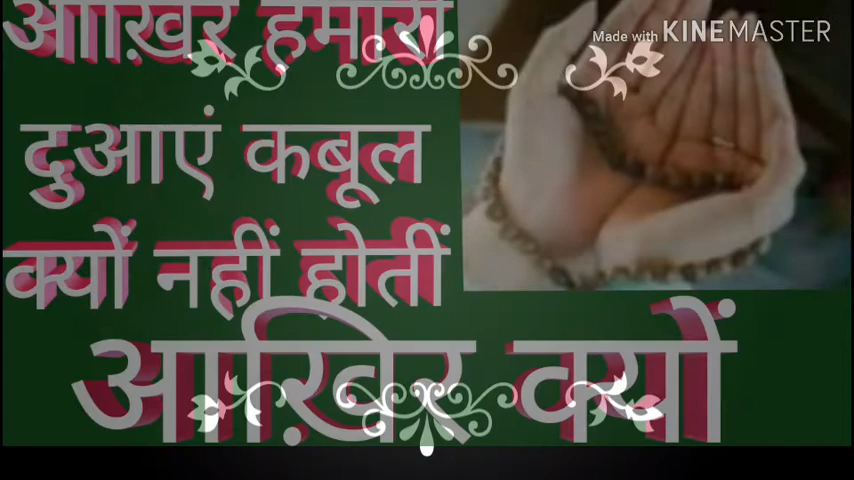 आख़िर हमारी
Made with KINEMASTER
दुआएं कबूल
क्यों नहीं होतीं
आख़िर क्यों